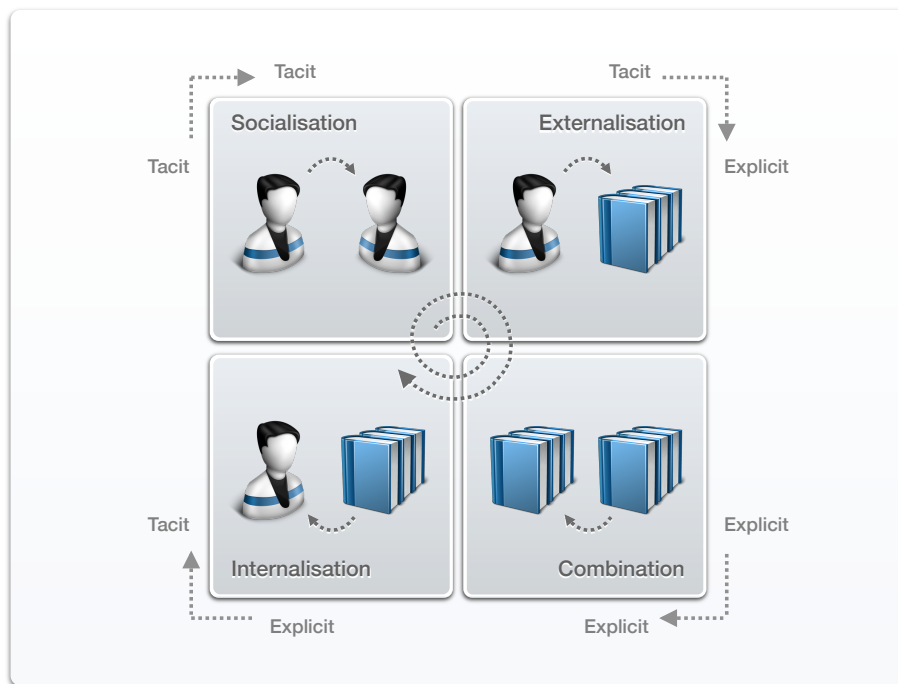 Tacit
Tacit
Socialisation
Externalisation
Tacit
Explicit
Tacit
Explicit
Internalisation
Combination
Explicit
Explicit